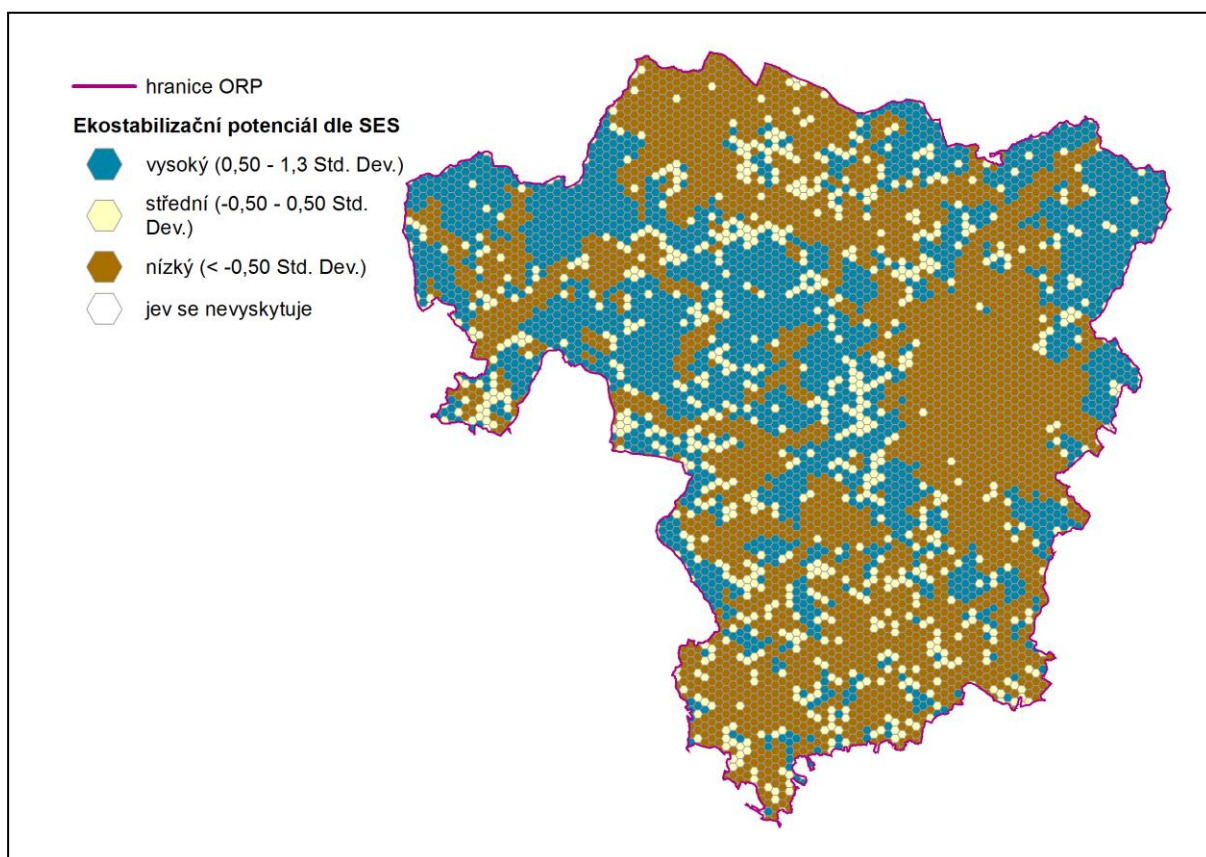 hranice ORP
Ekostabilizační potenciál dle SES
vysoký (0,50 - 1,3 Std. Dev.)
střední (-0,50 - 0,50 Std.
Dev.)
nízký (< -0,50 Std. Dev.)
jev se nevyskytuje